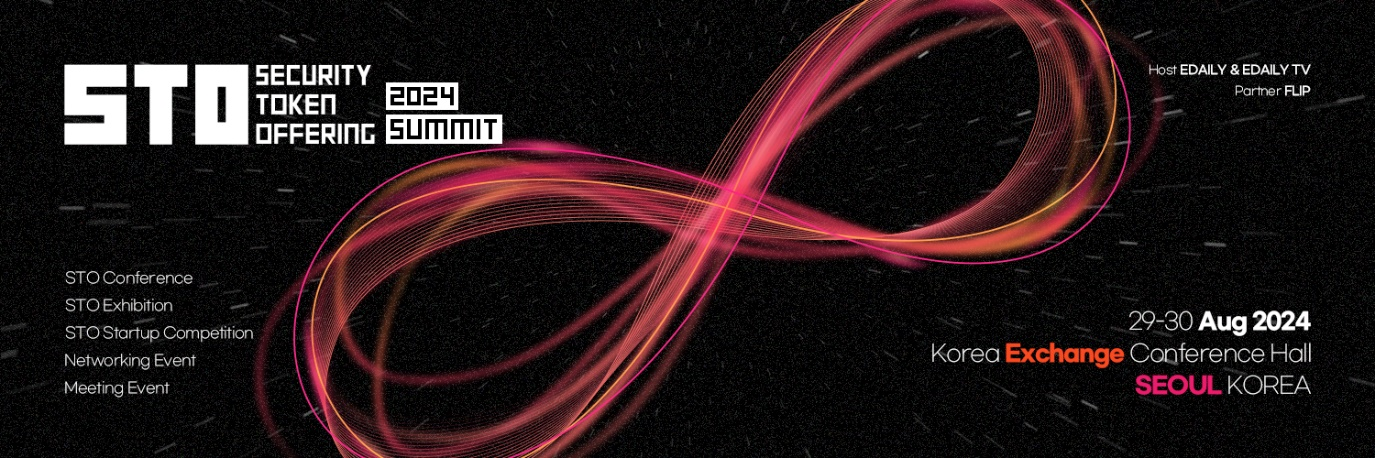 STO
SECURITY
TOKEN
OFFERING
2024
SUMMIT
Host EDAILY & EDAILY TV
Partner FLIP
STO Conference
STO Exhibition
STO Startup Competition
Networking Event
Meeting Event
29-30 Aug 2024
Korea Exchange Conference Hall
SEOUL KOREA